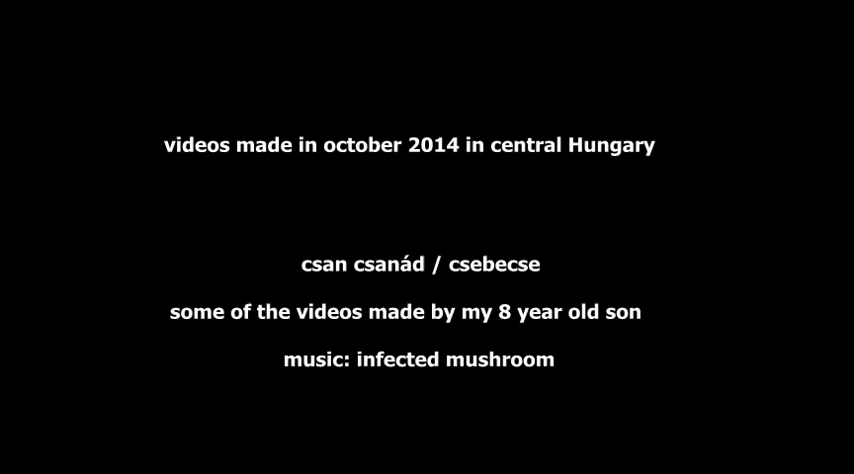 videos made in october 2014 in central Hungary
csan csanád / csebecse
some of the videos made by my 8 year old son
music: infected mushroom